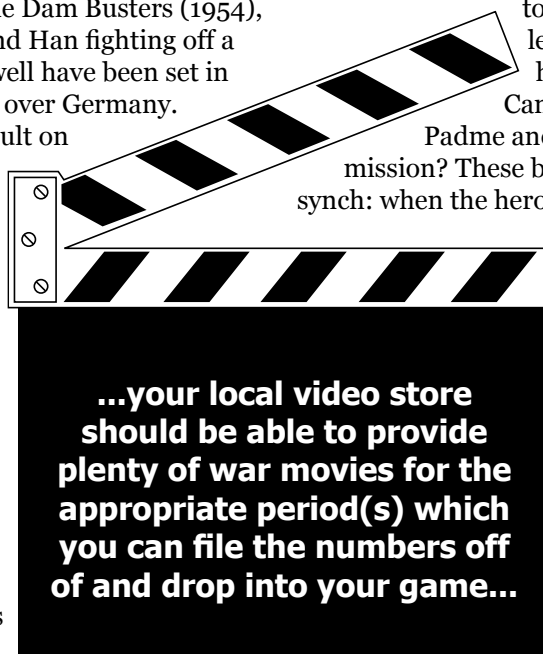 e Dam Busters (1954),
nd Han fighting off a
well have been set in
over Germany.
ult on
to
le
h
Can
Padme and
mission? These b
synch: when the hero
...your local video store
should be able to provide
plenty of war movies for the
appropriate period(s) which
you can file the numbers off
of and drop into your game...
s